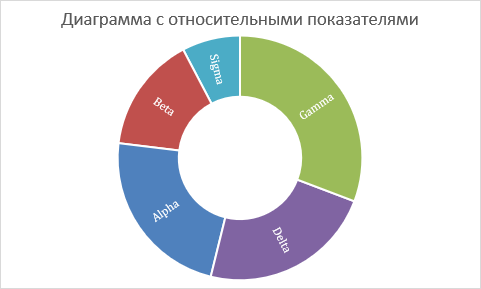 Диаграмма с относительными показателями
Sigma
Gamma
Beta
Alpha
Delta